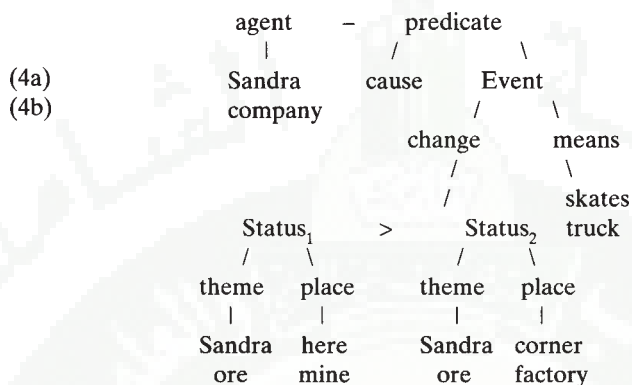 agent – predicate
| / \
(4a) Sandra cause Event
(4b) company / \
change means
/ \
/ skates
Status₁ > Status₂ truck
/ \ / \
theme place theme place
| | | |
Sandra here Sandra corner
ore mine ore factory